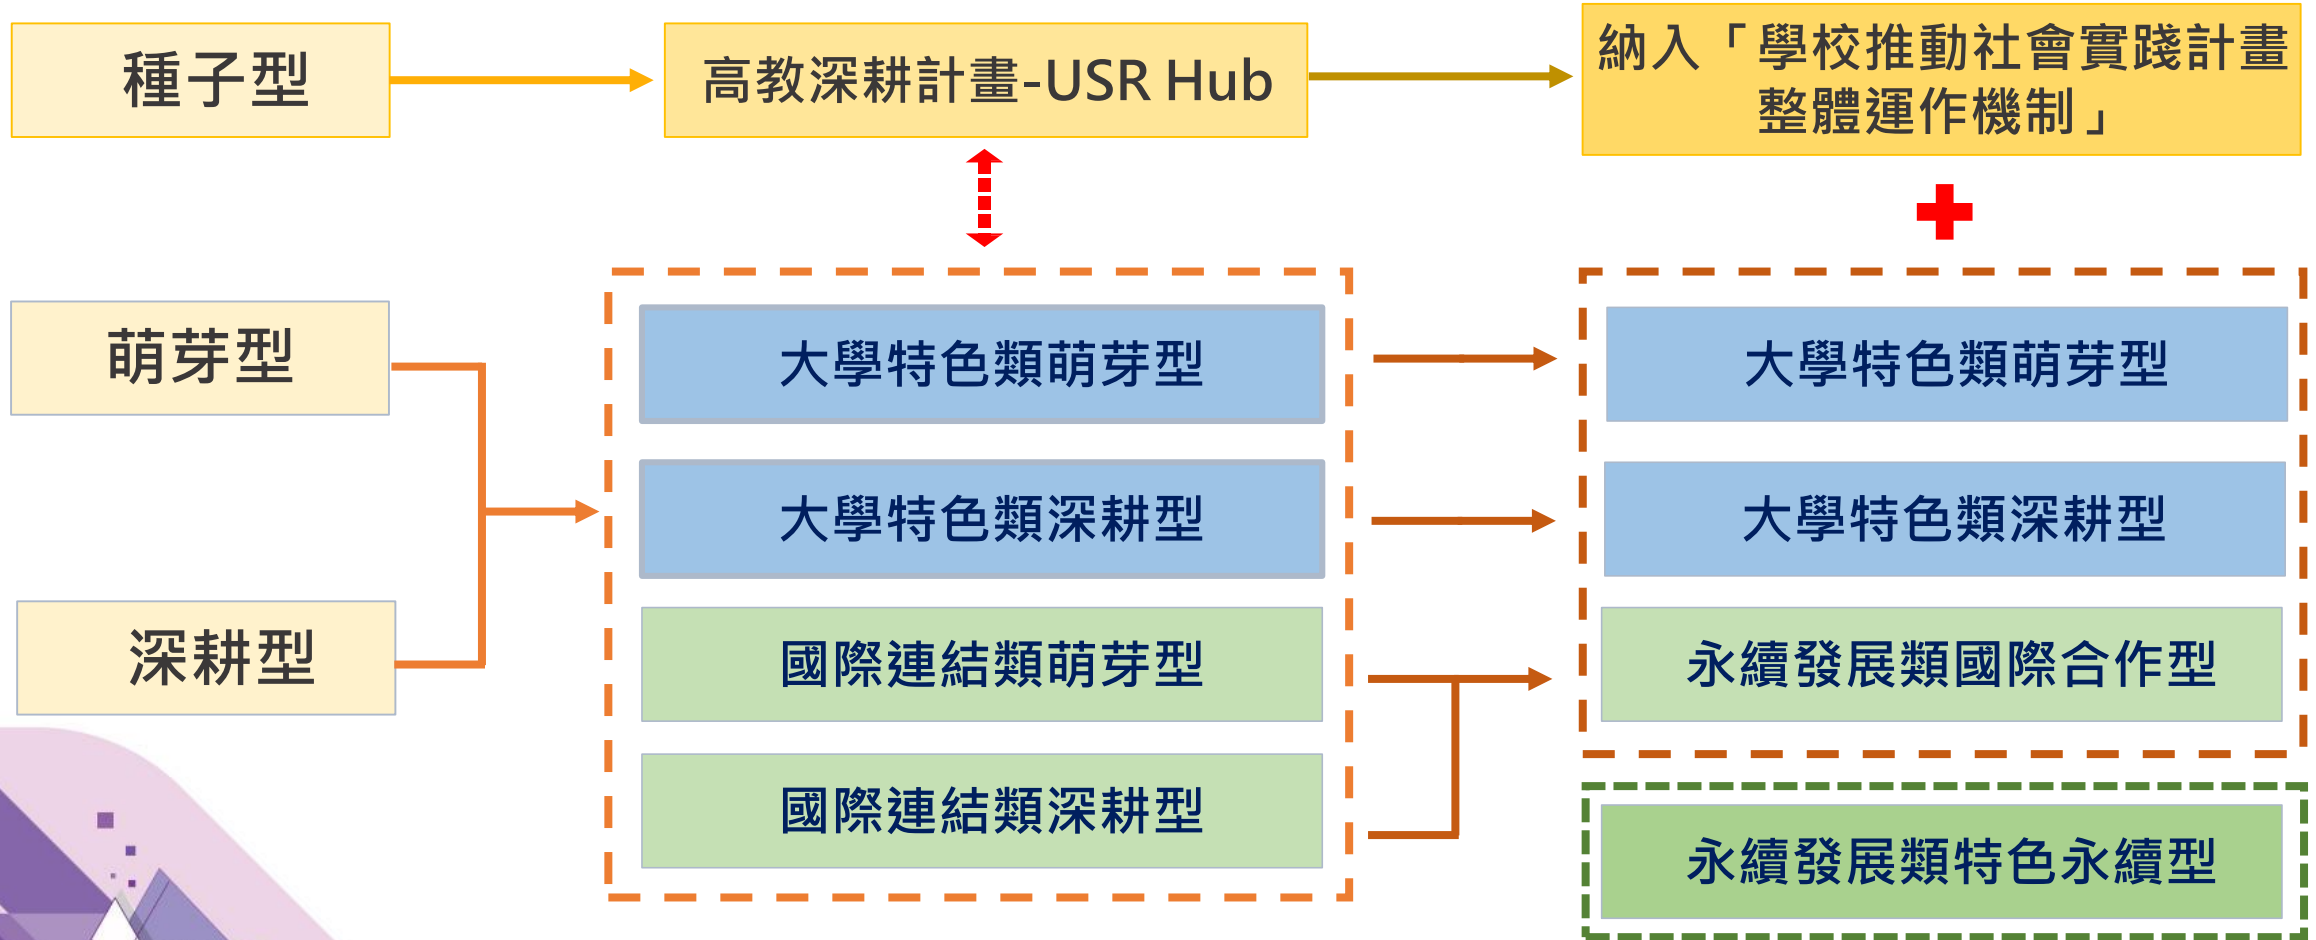 種子型
高教深耕計畫-USR Hub
納入「學校推動社會實踐計畫
整體運作機制」
萌芽型
深耕型
大學特色類萌芽型
大學特色類深耕型
國際連結類萌芽型
國際連結類深耕型
大學特色類萌芽型
大學特色類深耕型
永續發展類國際合作型
永續發展類特色永續型